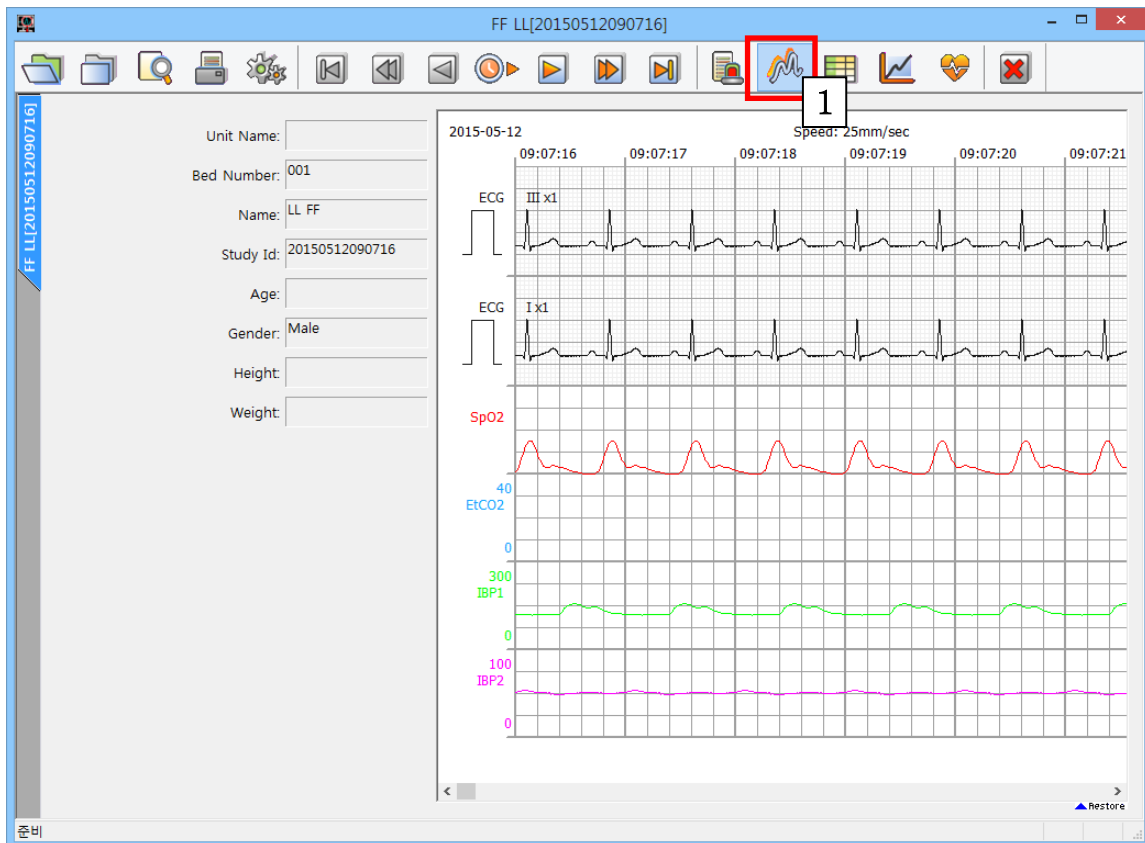 FF LL[20150512090716]
1
FF LL[20150512090716]
Unit Name:
Bed Number: 001
Name: LL FF
Study Id: 20150512090716
Age:
Gender: Male
Height:
Weight:
2015-05-12 Speed: 25mm/sec
09:07:16 09:07:17 09:07:18 09:07:19 09:07:20 09:07:21
ECG III x1
ECG I x1
SpO2
40
EtCO2
0
300
IBP1
0
100
IBP2
0
Restore
준비